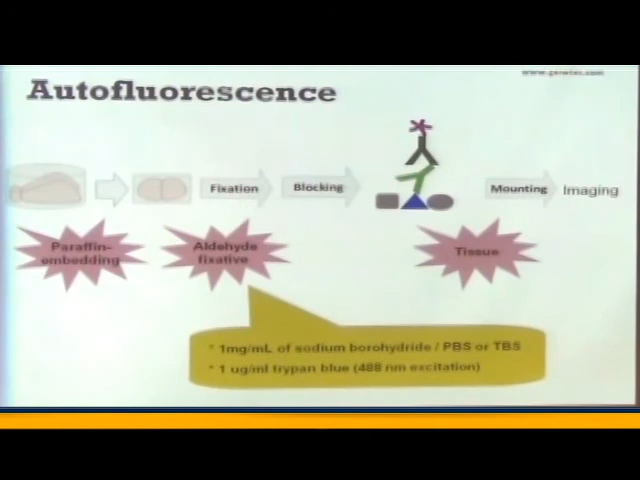 www.genetex.com
Autofluorescence
Fixation
Blocking
Mounting
Imaging
Paraffin-
embedding
Aldehyde
fixative
Tissue
* 1mg/mL of sodium borohydride / PBS or TBS
* 1 ug/ml trypan blue (488 nm excitation)